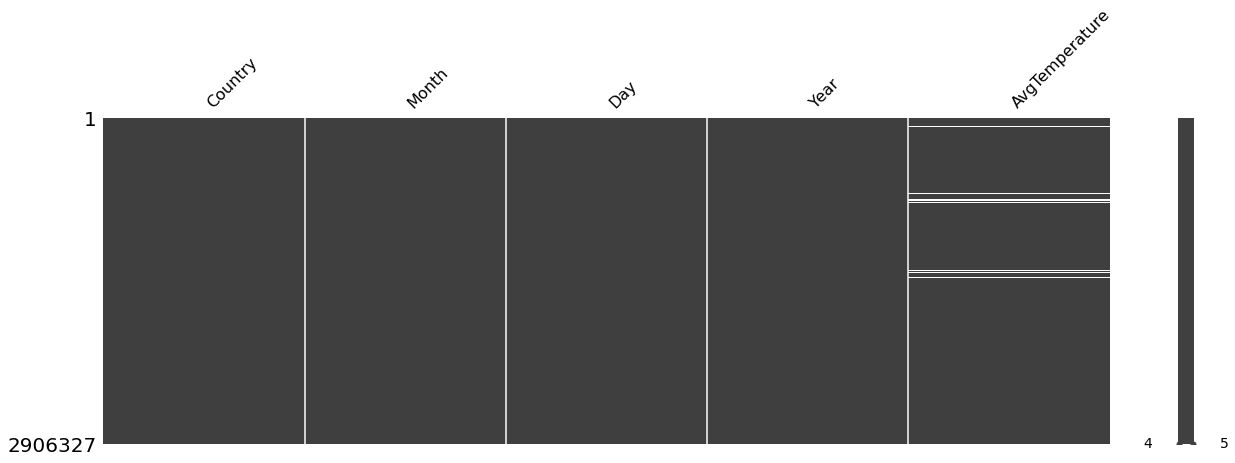 Country
Month
Day
Year
AvgTemperature
1
2906327
4
5